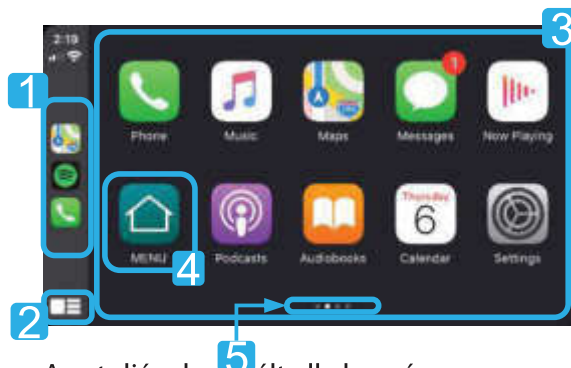 2:19
1
3
1
Phone
Music
Maps
Messages
Now Playing
Thursday
6
MENU
4
Podcasts
Audiobooks
Calendar
Settings
2
5